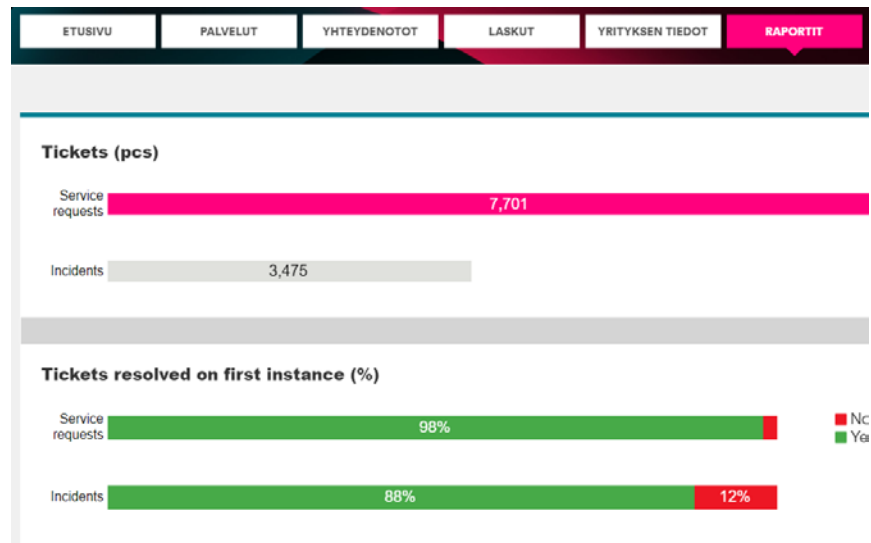 ETUSIVU PALVELUT YHTEYDENOTOT LASKUT YRITYKSEN TIEDOT RAPORTIT
Tickets (pcs)
Service
requests
7,701
Incidents
3,475
Tickets resolved on first instance (%)
Service
requests
98%
No
Incidents
88%
12%